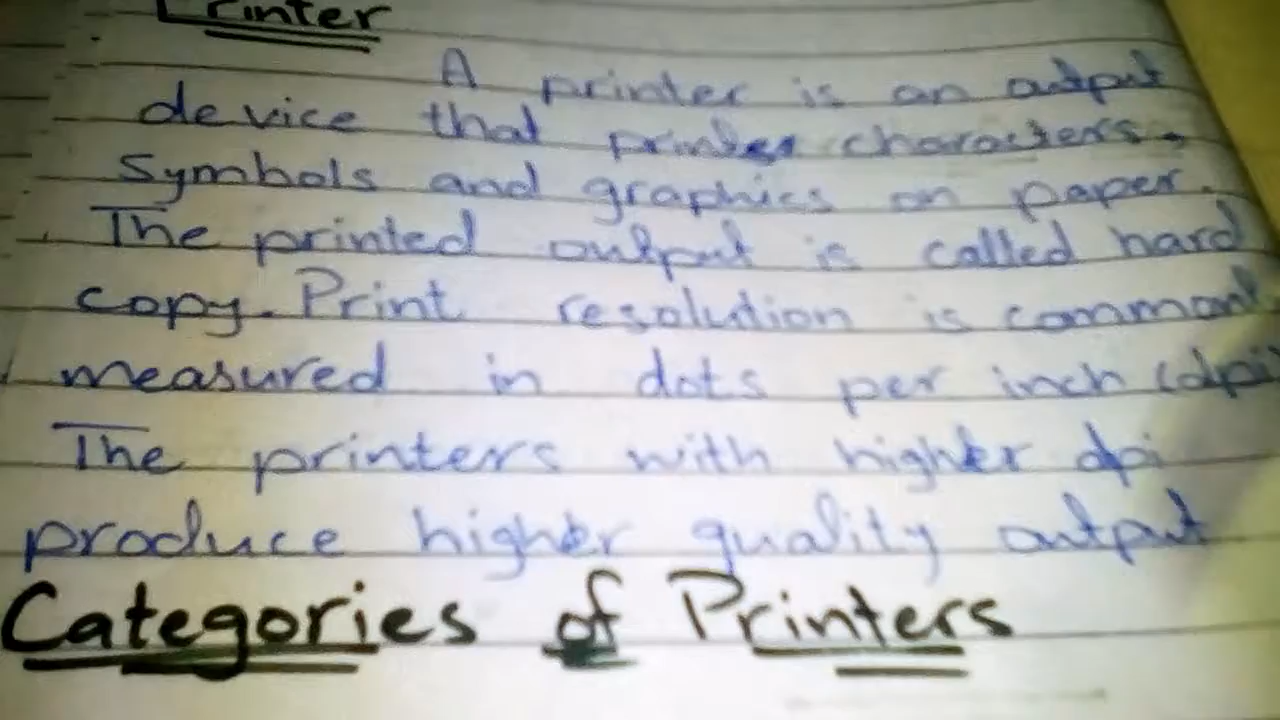 Printer
A printer is an output
device that printes characters,
Symbols and graphics on paper.
The printed output is called hard
copy. Print resolution is commonl
measured in dots per inch (dpi)
The printers with higher dpi
produce higher quality output
Categories of Printers